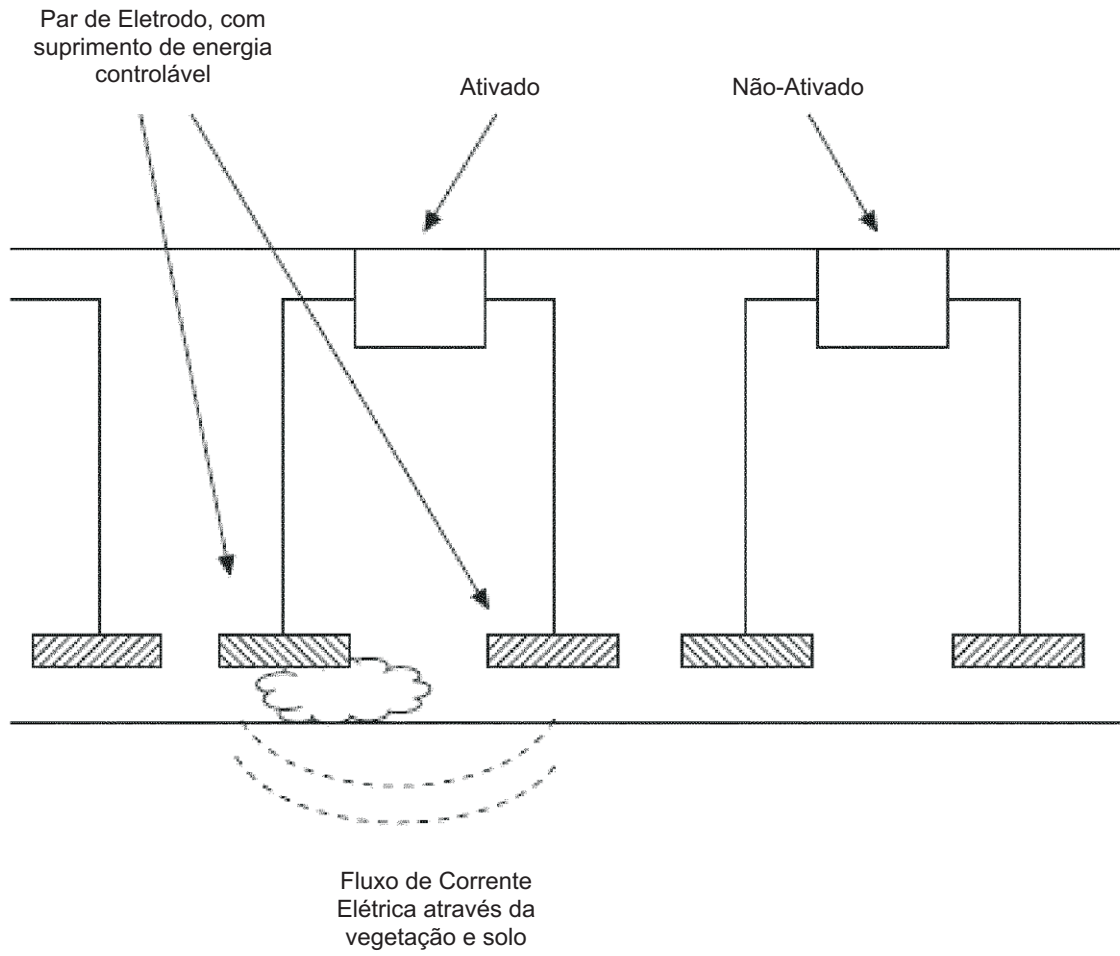 Par de Eletrodo, com
suprimento de energia
controlável
Ativado
Não-Ativado
Fluxo de Corrente
Elétrica através da
vegetação e solo